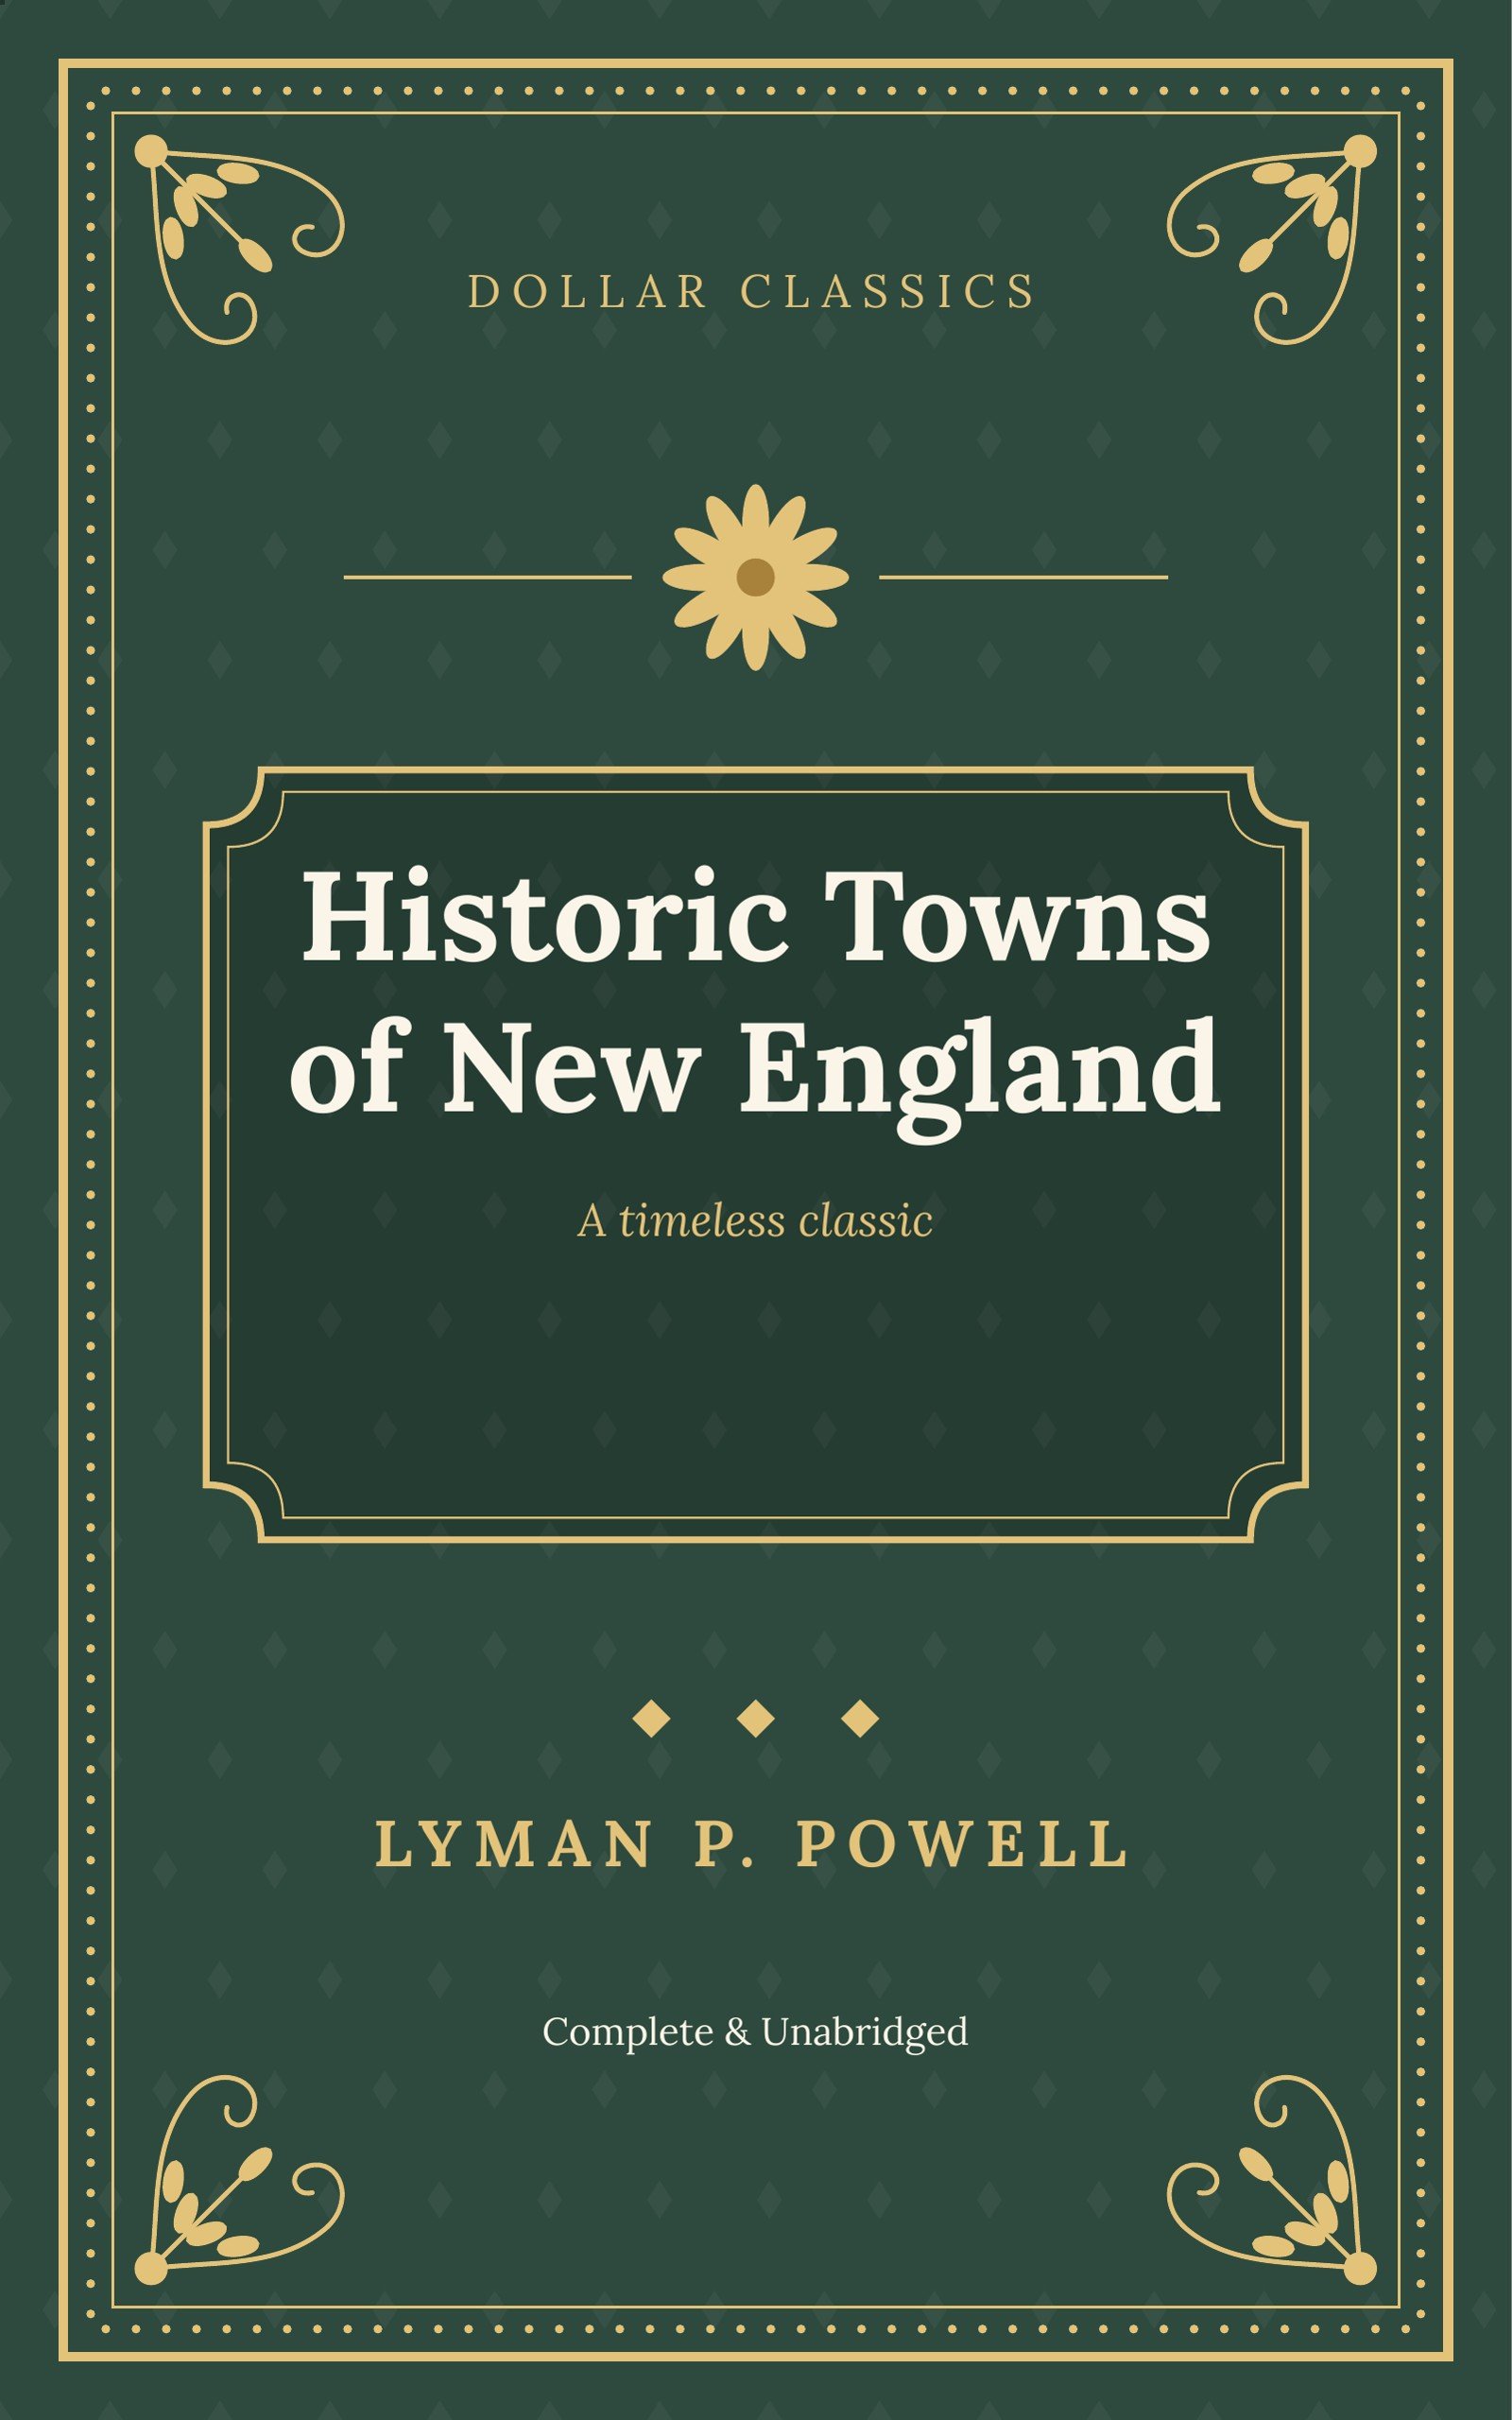 DOLLAR CLASSICS
Historic Towns
of New England
A timeless classic
LYMAN P. POWELL
Complete & Unabridged